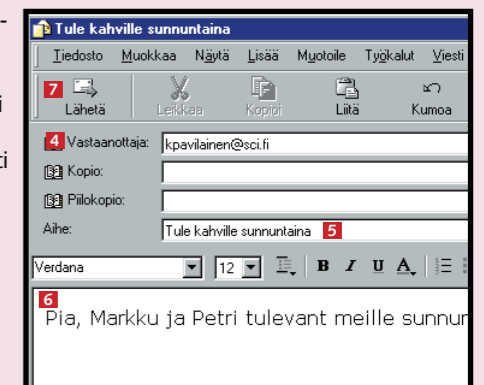 Tule kahville sunnuntaina
Tiedosto Muokkaa Näytä Lisää Muotoile Työkalut Viesti
7
Lähetä Leikkaa Kopioi Liitä Kumoa
4 Vastaanottaja: kpavilainen@sci.fi
Kopio:
Piilokopio:
Aihe: Tule kahville sunnuntaina 5
Verdana 12 B I U A
6
Pia, Markku ja Petri tulevant meille